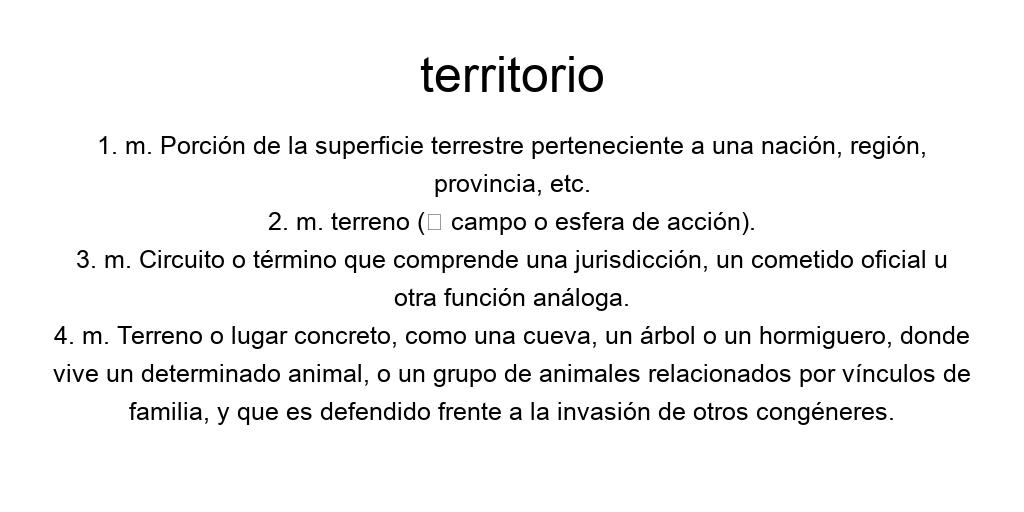 territorio
1. m. Porción de la superficie terrestre perteneciente a una nación, región,
provincia, etc.
2. m. terreno (□ campo o esfera de acción).
3. m. Circuito o término que comprende una jurisdicción, un cometido oficial u
otra función análoga.
4. m. Terreno o lugar concreto, como una cueva, un árbol o un hormiguero, donde
vive un determinado animal, o un grupo de animales relacionados por vínculos de
familia, y que es defendido frente a la invasión de otros congéneres.